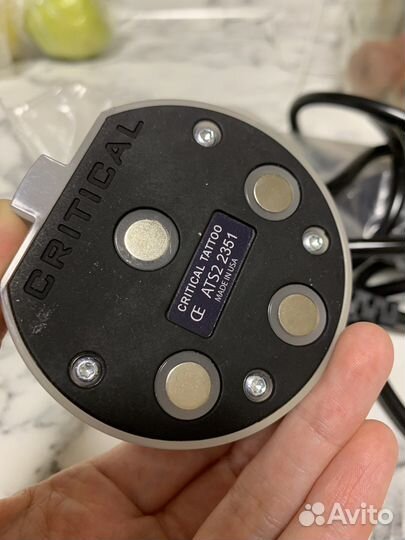 CRITICAL
CRITICAL TATTOO
ATS2 2351
CE MADE IN USA
Avito